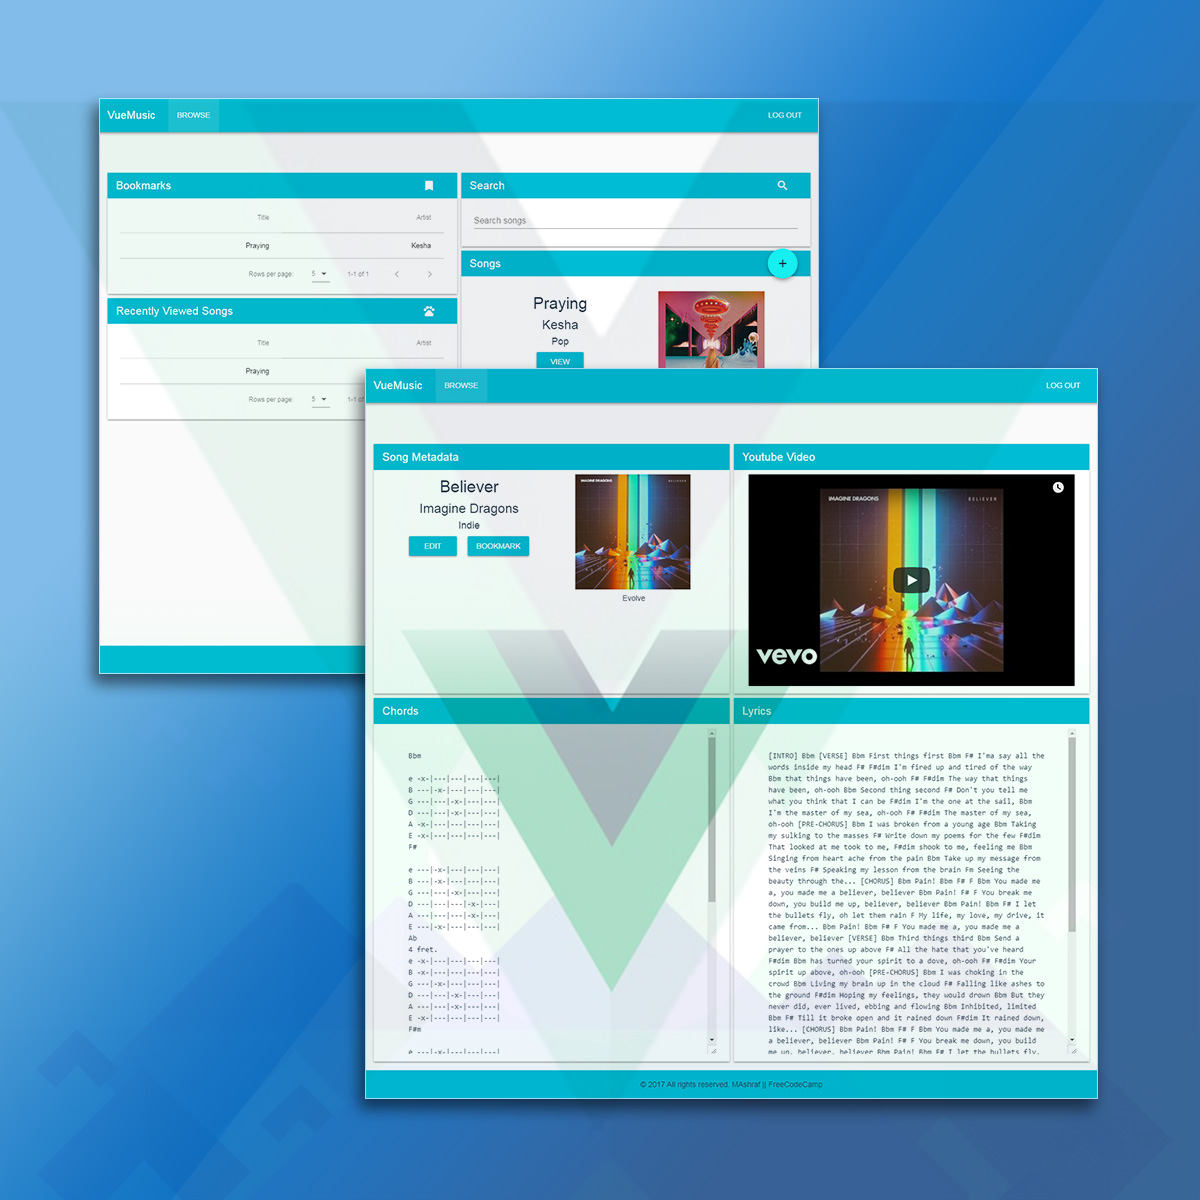 VueMusic BROWSE LOG OUT
Bookmarks
Title Artist
Praying Kesha
Rows per page: 5 1-1 of 1
Recently Viewed Songs
Title Artist
Praying
Rows per page: 5 1-1 of
Search
Search songs
Songs
+
Praying
Kesha
Pop
VIEW
VueMusic BROWSE LOG OUT
Song Metadata
Believer
Imagine Dragons
Indie
EDIT BOOKMARK
IMAGINE DRAGONS BELIEVER
Evolve
Youtube Video
IMAGINE DRAGONS BELIEVER
vevo
Chords
Bbm
e -x-|---|---|---|---|
B ---|-x-|---|---|---|
G ---|---|-x-|---|---|
D ---|---|-x-|---|---|
A -x-|---|---|---|---|
E -x-|---|---|---|---|
F#
e ---|-x-|---|---|---|
B ---|-x-|---|---|---|
G ---|---|-x-|---|---|
D ---|---|---|-x-|---|
A ---|---|---|-x-|---|
E ---|-x-|---|---|---|
Ab
4 fret.
e -x-|---|---|---|---|
B -x-|---|---|---|---|
G ---|-x-|---|---|---|
D ---|---|-x-|---|---|
A ---|---|-x-|---|---|
E -x-|---|---|---|---|
F#m
e ---|-x-|---|---|---|
Lyrics
[INTRO] Bbm [VERSE] Bbm First things first Bbm F# I'ma say all the
words inside my head F# F#dim I'm fired up and tired of the way
Bbm that things have been, oh-ooh F# F#dim The way that things
have been, oh-ooh Bbm Second thing second F# Don't you tell me
what you think that I can be F#dim I'm the one at the sail, Bbm
I'm the master of my sea, oh-ooh F# F#dim The master of my sea,
oh-ooh [PRE-CHORUS] Bbm I was broken from a young age Bbm Taking
my sulking to the masses F# Write down my poems for the few F#dim
That looked at me took to me, F#dim shook to me, feeling me Bbm
Singing from heart ache from the pain Bbm Take up my message from
the veins F# Speaking my lesson from the brain Fm Seeing the
beauty through the... [CHORUS] Bbm Pain! Bbm F# F Bbm You made me
a, you made me a believer, believer Bbm Pain! F# F You break me
down, you build me up, believer, believer Bbm Pain! Bbm F# I let
the bullets fly, oh let them rain F My life, my love, my drive, it
came from... Bbm Pain! Bbm F# F You made me a, you made me a
believer, believer [VERSE] Bbm Third things third Bbm Send a
prayer to the ones up above F# All the hate that you've heard
F#dim Bbm has turned your spirit to a dove, oh-ooh F# F#dim Your
spirit up above, oh-ooh [PRE-CHORUS] Bbm I was choking in the
crowd Bbm Living my brain up in the cloud F# Falling like ashes to
the ground F#dim Hoping my feelings, they would drown Bbm But they
never did, ever lived, ebbing and flowing Bbm Inhibited, limited
Bbm F# Till it broke open and it rained down F#dim It rained down,
like... [CHORUS] Bbm Pain! Bbm F# F Bbm You made me a, you made me
a believer, believer Bbm Pain! F# F You break me down, you build
me up, believer, believer Bbm Pain! Bbm F# I let the bullets fly,
© 2017 All rights reserved. MAshraf || FreeCodeCamp